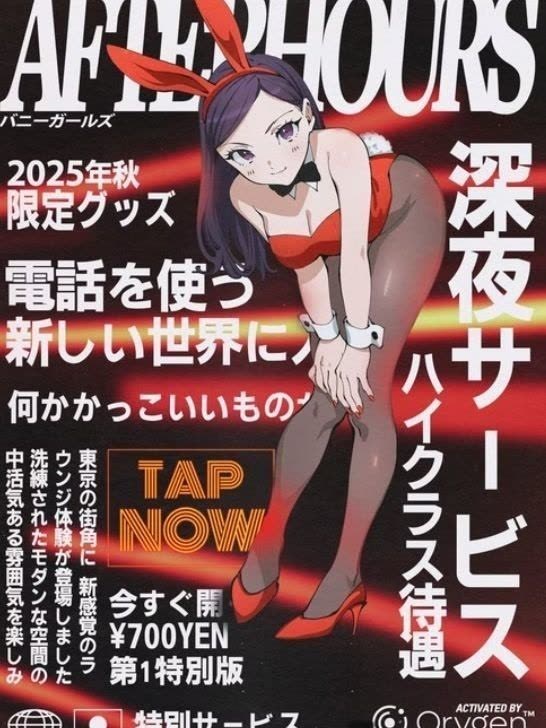 AFTERHOURS
バニーガールズ
2025年秋
限定グッズ
電話を使っ
新しい世界に入
何かかっこいいもの
深夜サービス
ハイクラス待遇
東京の街角に 新感覚のラ
ウンジ体験が登場しました
洗練されたモダンな空間の
中活気ある雰囲気を楽しみ
TAP
NOW
今すぐ開
¥700YEN
第1特別版
特別サービス
ACTIVATED BY
Orygen™